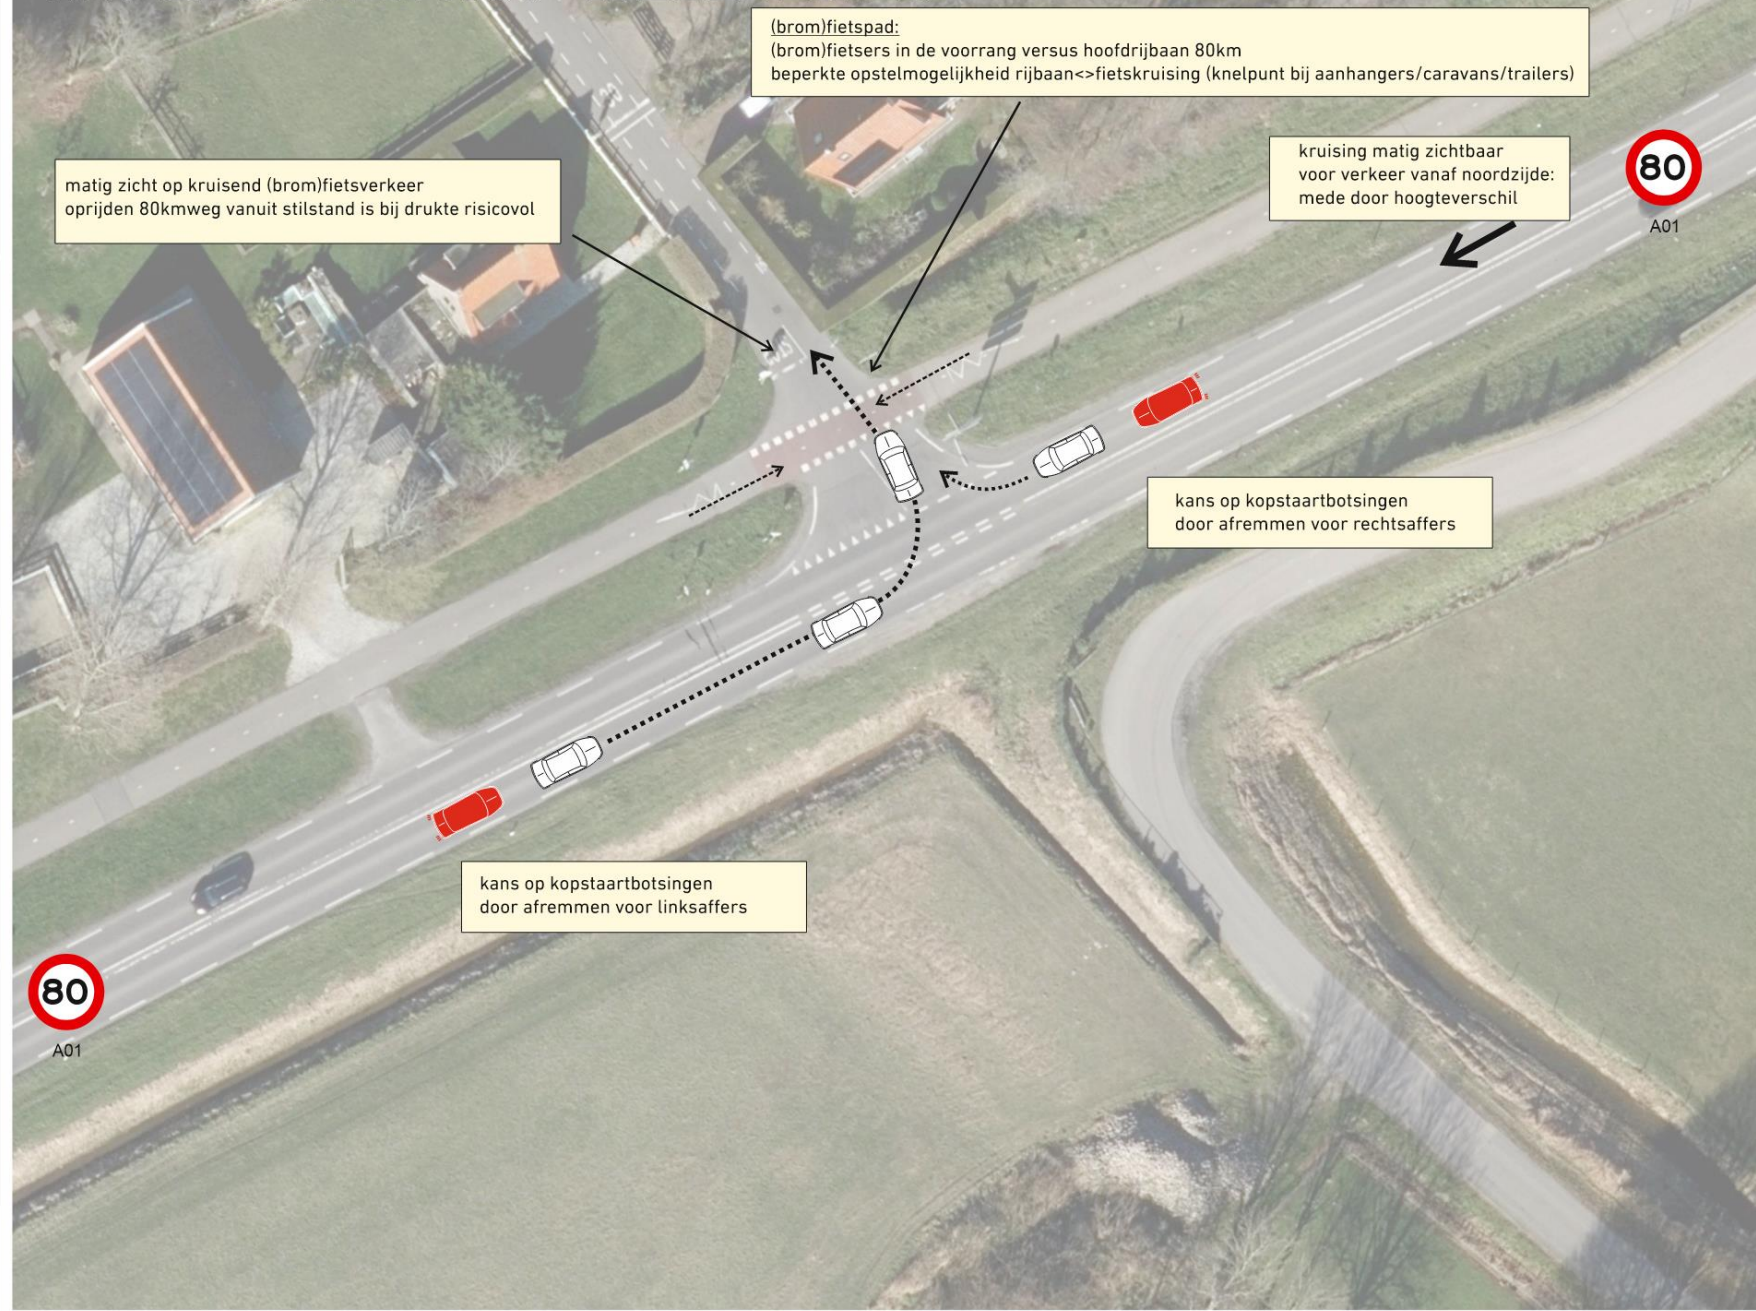 (brom)fietspad:
(brom)fietsers in de voorrang versus hoofdrijbaan 80km
beperkte opstelmogelijkheid rijbaan<>fietskruising (knelpunt bij aanhangers/caravans/trailers)
kruising matig zichtbaar
voor verkeer vanaf noordzijde:
mede door hoogteverschil
80
A01
matig zicht op kruisend (brom)fietsverkeer
oprijden 80kmweg vanuit stilstand is bij drukte risicovol
kans op kopstaartbotsingen
door afremmen voor rechtsaffers
kans op kopstaartbotsingen
door afremmen voor linksaffers
80
A01